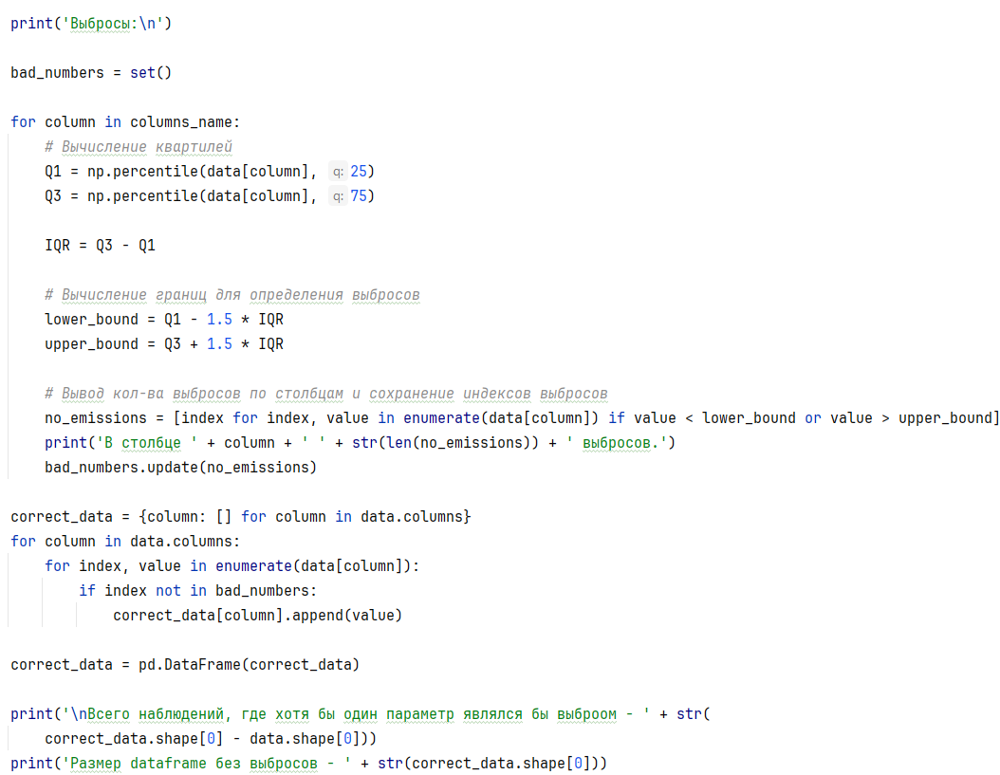 print('Выбросы:\n')
bad_numbers = set()
for column in columns_name:
# Вычисление квартилей
Q1 = np.percentile(data[column], q: 25)
Q3 = np.percentile(data[column], q: 75)
IQR = Q3 - Q1
# Вычисление границ для определения выбросов
lower_bound = Q1 - 1.5 * IQR
upper_bound = Q3 + 1.5 * IQR
# Вывод кол-ва выбросов по столбцам и сохранение индексов выбросов
no_emissions = [index for index, value in enumerate(data[column]) if value < lower_bound or value > upper_bound]
print('В столбце ' + column + ' ' + str(len(no_emissions)) + ' выбросов.')
bad_numbers.update(no_emissions)
correct_data = {column: [] for column in data.columns}
for column in data.columns:
for index, value in enumerate(data[column]):
if index not in bad_numbers:
correct_data[column].append(value)
correct_data = pd.DataFrame(correct_data)
print('\nВсего наблюдений, где хотя бы один параметр являлся бы выброом - ' + str(
correct_data.shape[0] - data.shape[0]))
print('Размер dataframe без выбросов - ' + str(correct_data.shape[0]))